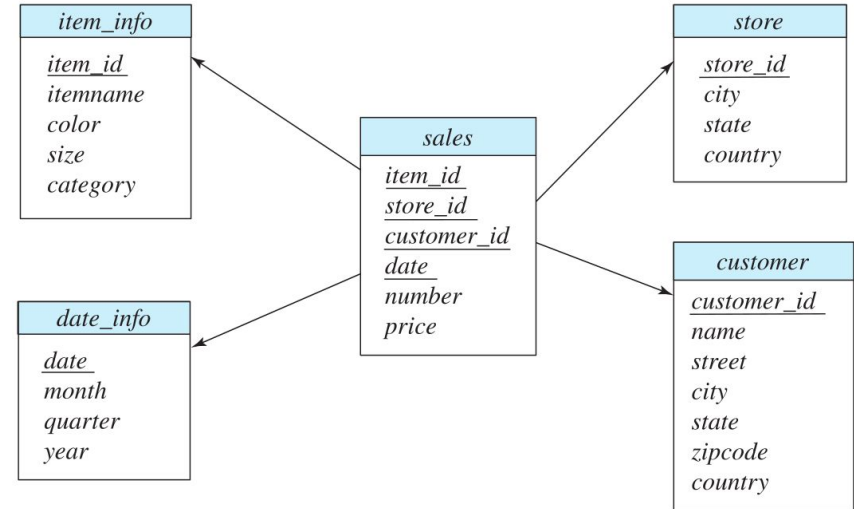 item_info
item_id
itemname
color
size
category
store
store_id
city
state
country
sales
item_id
store_id
customer_id
date
number
price
date_info
date
month
quarter
year
customer
customer_id
name
street
city
state
zipcode
country